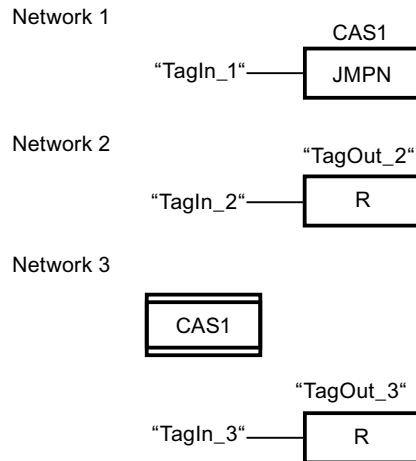 Network 1
CAS1
“TagIn_1“
JMPN
Network 2
“TagOut_2“
“TagIn_2“
R
Network 3
CAS1
“TagOut_3“
“TagIn_3“
R